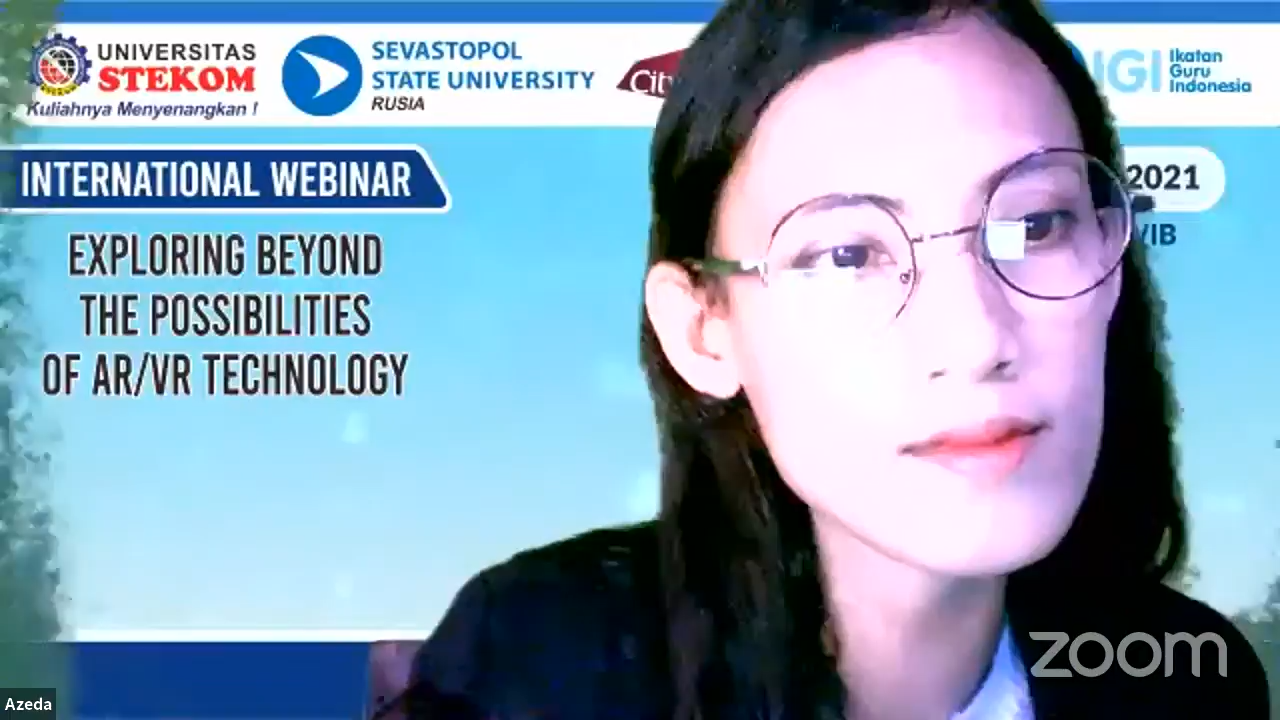 UNIVERSITAS
STEKOM
Kuliahnya Menyenangkan !
SEVASTOPOL
STATE UNIVERSITY
RUSIA
IGI
Ikatan
Guru
Indonesia
INTERNATIONAL WEBINAR
2021
EXPLORING BEYOND
THE POSSIBILITIES
OF AR/VR TECHNOLOGY
zoom
Azeda